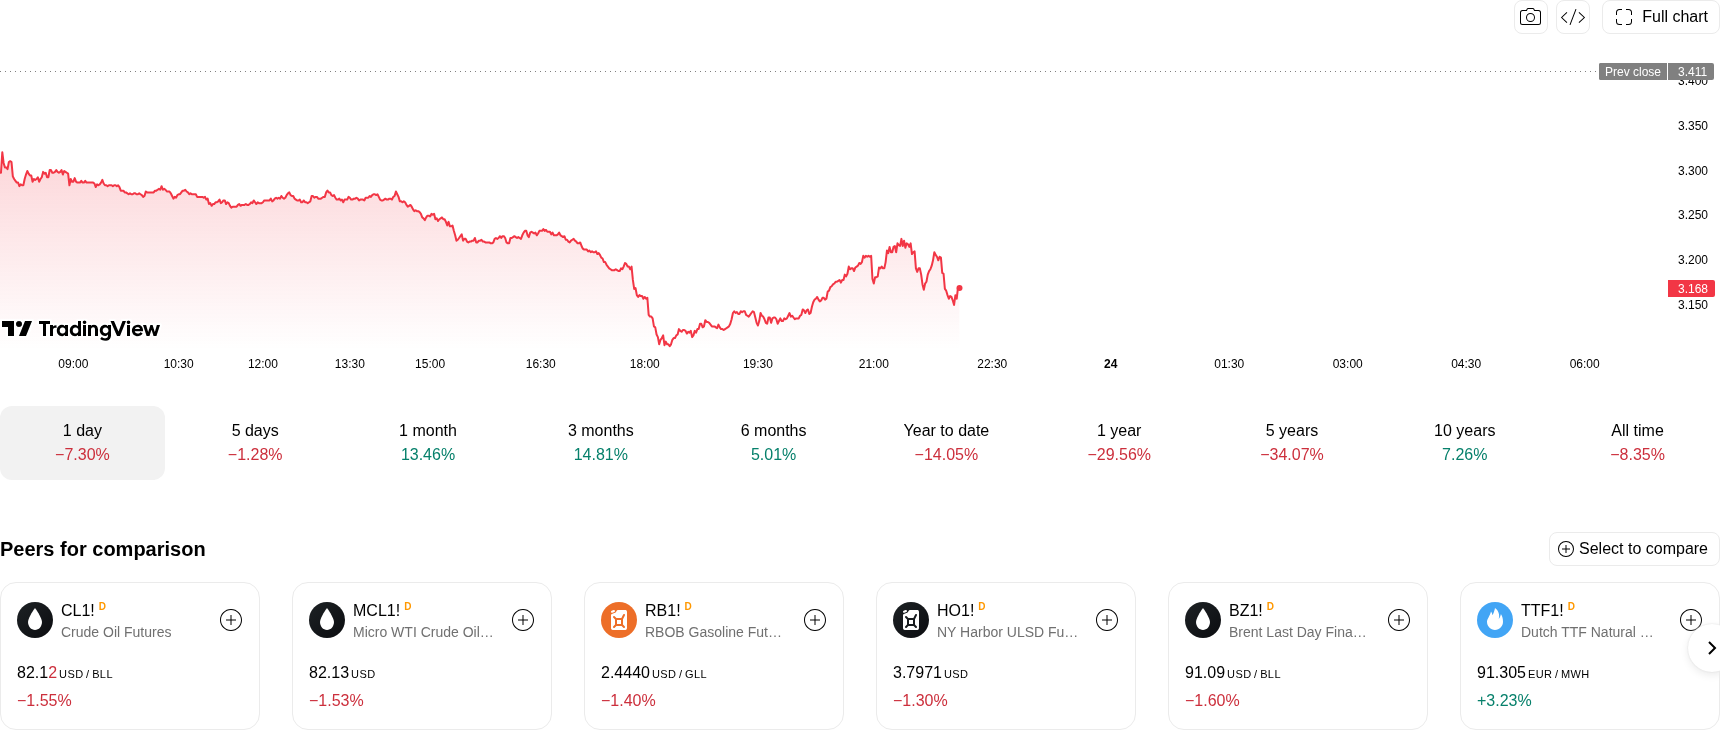 Full chart
Prev close 3.411
3.400
3.350
3.300
3.250
3.200
3.168
3.150
TradingView
09:00 10:30 12:00 13:30 15:00 16:30 18:00 19:30 21:00 22:30 24 01:30 03:00 04:30 06:00
1 day 5 days 1 month 3 months 6 months Year to date 1 year 5 years 10 years All time
−7.30% −1.28% 13.46% 14.81% 5.01% −14.05% −29.56% −34.07% 7.26% −8.35%
Peers for comparison
Select to compare
CL1! D
Crude Oil Futures
82.12 USD / BLL
−1.55%
MCL1! D
Micro WTI Crude Oil…
82.13 USD
−1.53%
RB1! D
RBOB Gasoline Fut…
2.4440 USD / GLL
−1.40%
HO1! D
NY Harbor ULSD Fu…
3.7971 USD
−1.30%
BZ1! D
Brent Last Day Fina…
91.09 USD / BLL
−1.60%
TTF1! D
Dutch TTF Natural …
91.305 EUR / MWH
+3.23%